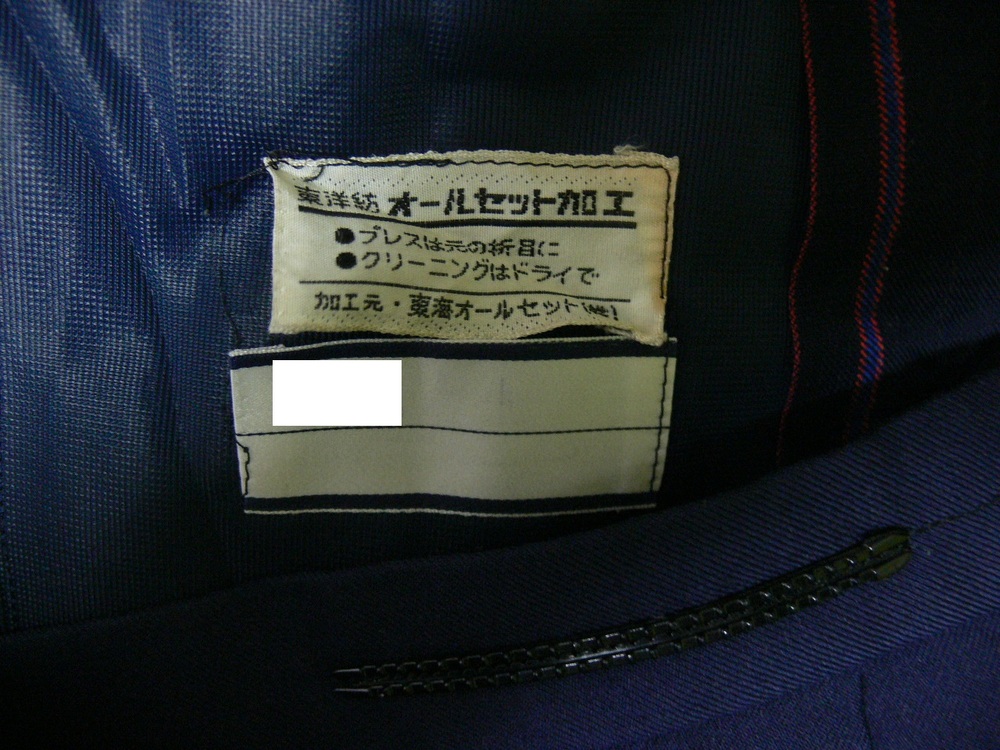 東洋紡 オールセット加工
●プレスは元の折目に
●クリーニングはドライで
加工元・東海オールセット(株)